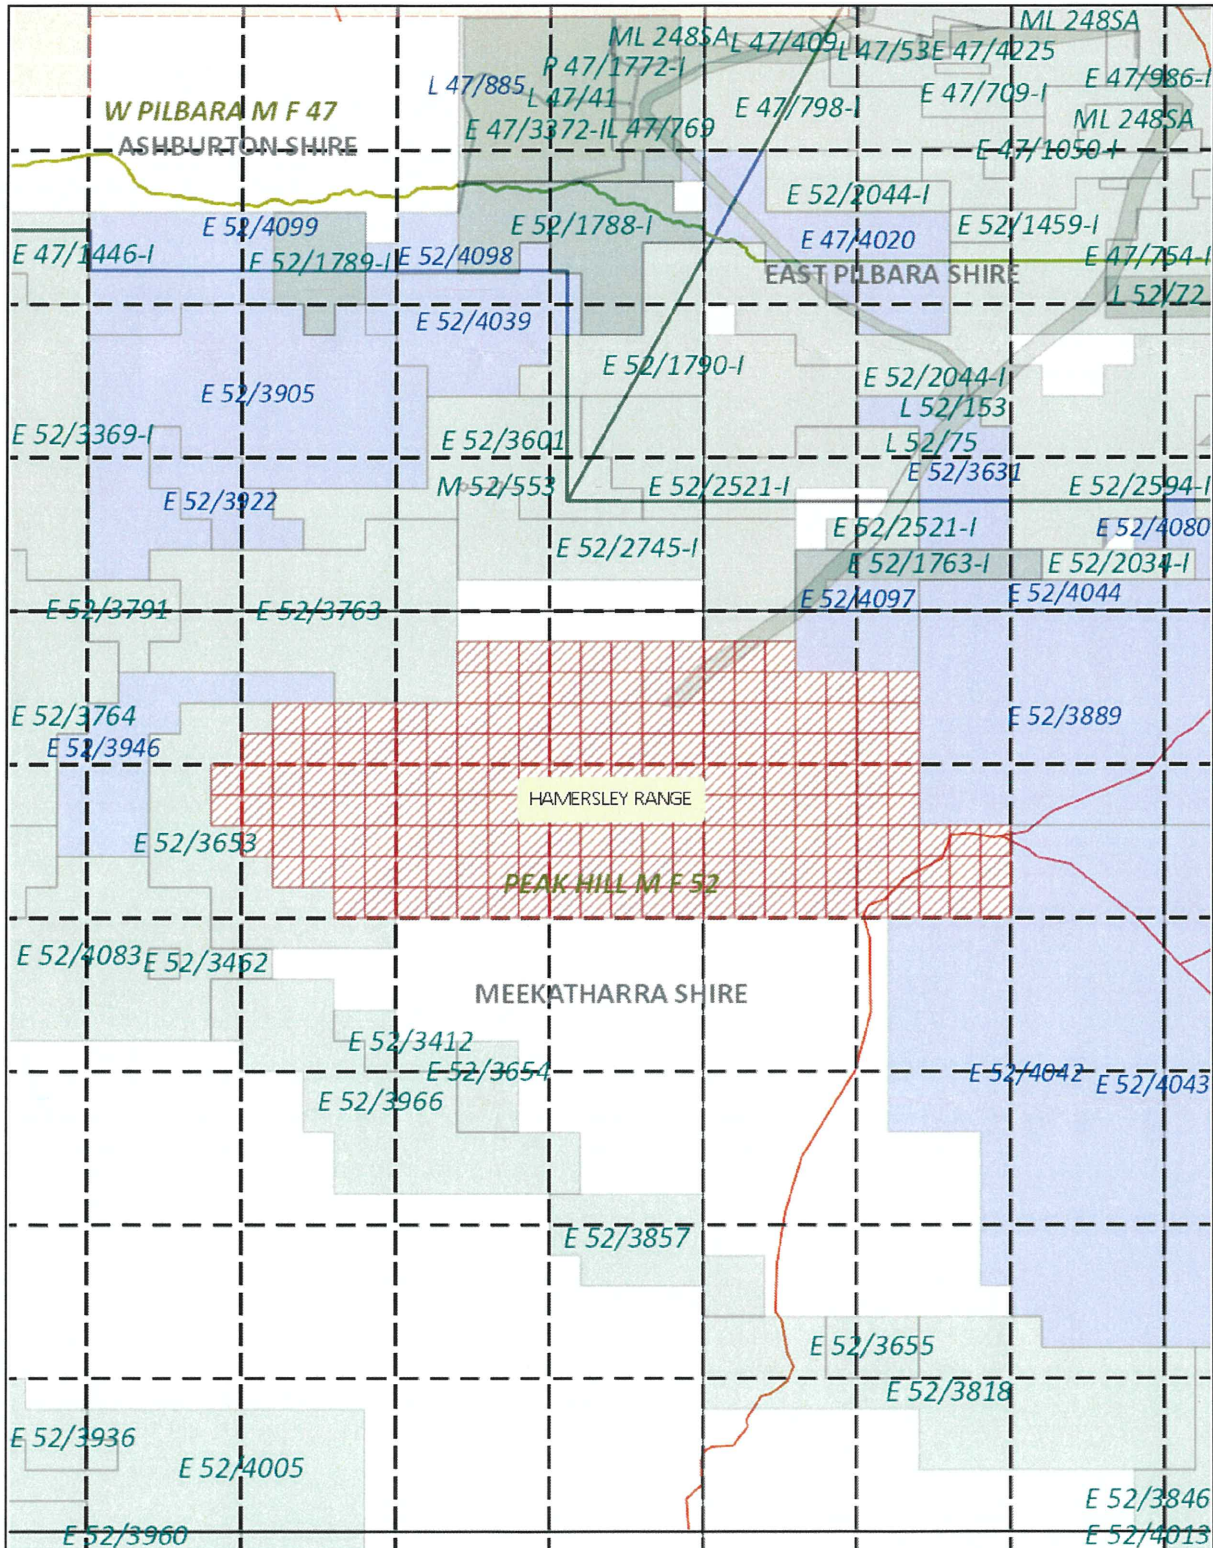 ML 248SA
ML 248SA
L 47/409
L 47/53
E 47/4225
P 47/1772-I
L 47/885
E 47/986-I
L 47/41
E 47/798-I
E 47/709-I
W PILBARA M F 47
E 47/3372-I
L 47/769
ML 248SA
ASHBURTON SHIRE
E 47/1050-I
E 52/2044-I
E 52/4099
E 52/1788-I
E 52/1459-I
E 47/4020
E 47/1446-I
E 52/1789-I
E 52/4098
E 47/754-I
EAST PILBARA SHIRE
L 52/72
E 52/4039
E 52/1790-I
E 52/2044-I
E 52/3905
L 52/153
E 52/3369-I
E 52/3601
L 52/75
E 52/3631
M 52/553
E 52/2521-I
E 52/2594-I
E 52/3922
E 52/2521-I
E 52/4080
E 52/2745-I
E 52/1763-I
E 52/2034-I
E 52/4097
E 52/4044
E 52/3791
E 52/3763
E 52/3764
E 52/3889
E 52/3946
HAMERSLEY RANGE
E 52/3653
PEAK HILL M F 52
E 52/4083
E 52/3462
MEEKATHARRA SHIRE
E 52/3412
E 52/3654
E 52/4042
E 52/4043
E 52/3966
E 52/3857
E 52/3655
E 52/3818
E 52/3936
E 52/4005
E 52/3846
E 52/3960
E 52/4013